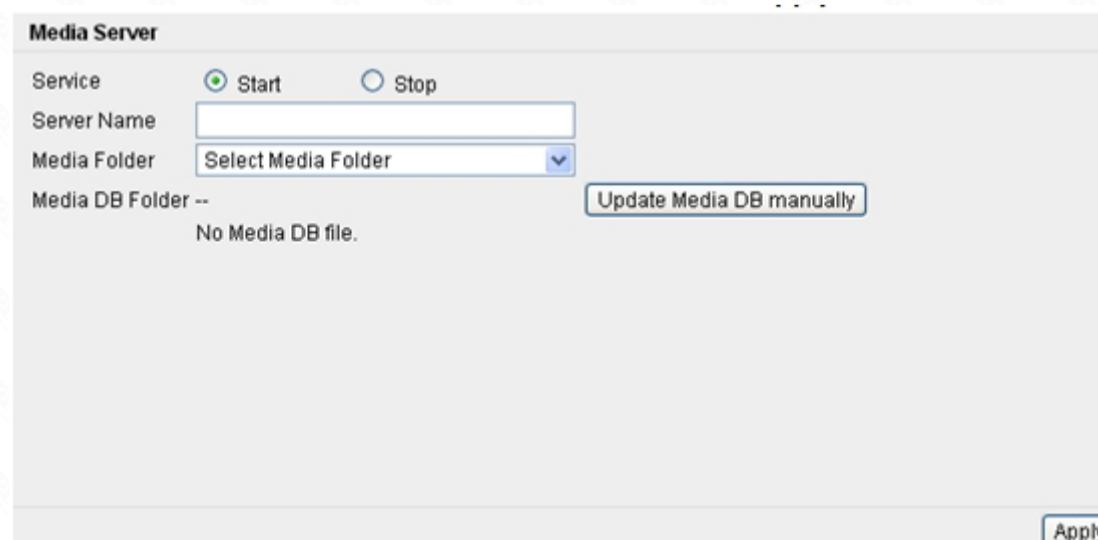 Media Server
Service Start Stop
Server Name
Media Folder Select Media Folder
Media DB Folder -- Update Media DB manually
No Media DB file.
Apply